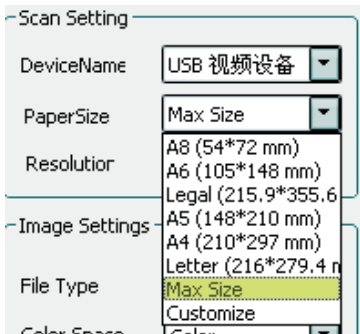 Scan Setting
DeviceName USB 视频设备
PaperSize Max Size
A8 (54*72 mm)
A6 (105*148 mm)
Resolution
Legal (215.9*355.6
A5 (148*210 mm)
Image Settings
A4 (210*297 mm)
Letter (216*279.4 m
File Type
Max Size
Customize
Color Space Color